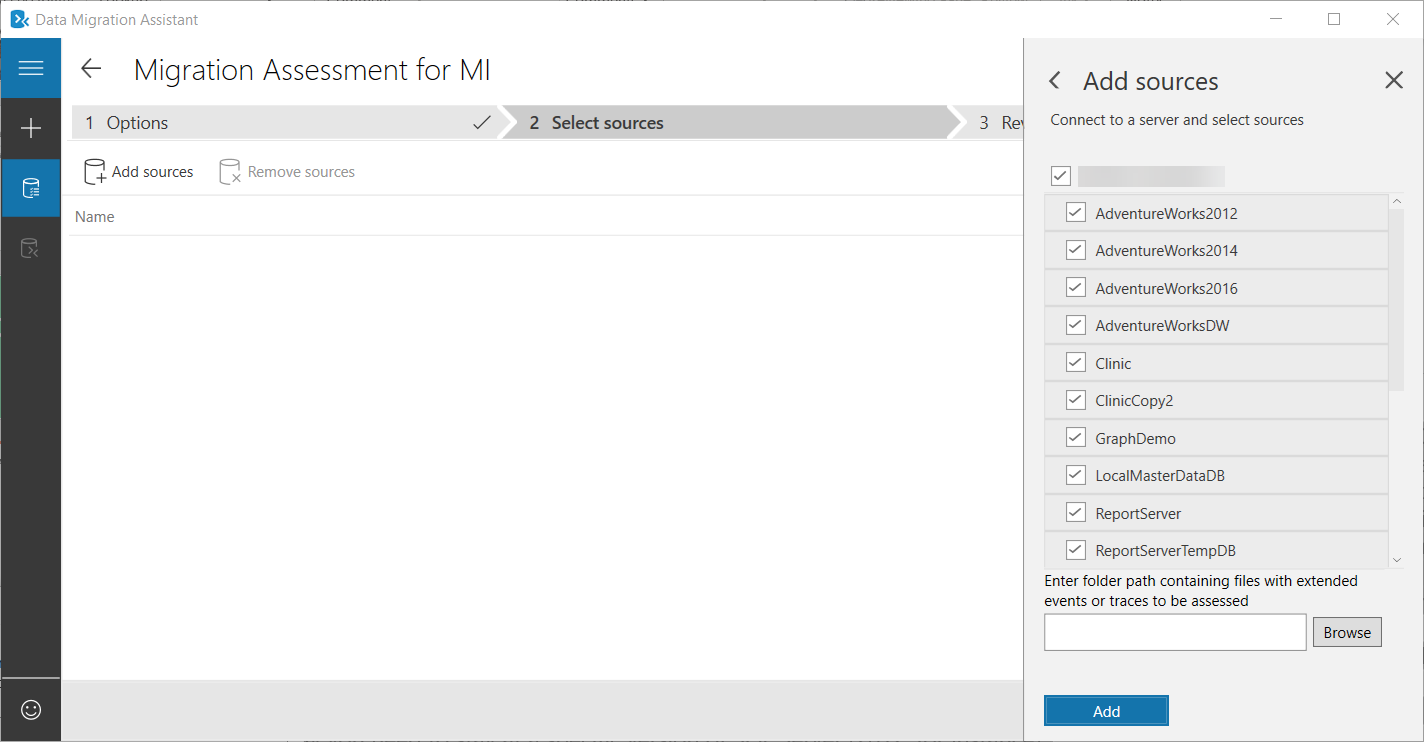 Data Migration Assistant
Migration Assessment for MI
1 Options
2 Select sources
3 Rev
Add sources
Remove sources
Name
Add sources
Connect to a server and select sources
AdventureWorks2012
AdventureWorks2014
AdventureWorks2016
AdventureWorksDW
Clinic
ClinicCopy2
GraphDemo
LocalMasterDataDB
ReportServer
ReportServerTempDB
Enter folder path containing files with extended
events or traces to be assessed
Browse
Add